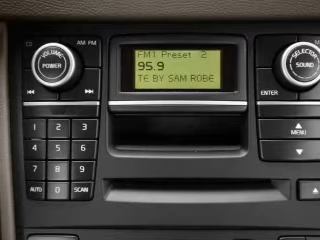 CD
AM FM
VOLUME
POWER
FM1 Preset 2
95.9
TE BY SAM ROBE
SELECTOR
SOUND
ENTER
MENU
1 2 3
4 5 6
7 8 9
AUTO 0 SCAN